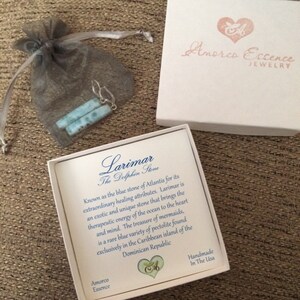 Amorco Essence
JEWELRY
Larimar
The Dolphin Stone
Known as the blue stone of Atlantis for its
extraordinary healing attributes. Larimar is
an exotic and unique stone that brings the
therapeutic energy of the ocean to the heart
and mind. The treasure of mermaids,
is a rare blue variety of pectolite found
exclusively in the Caribbean island of the
Dominican Republic
Amorco
Essence
Handmade
In The Usa